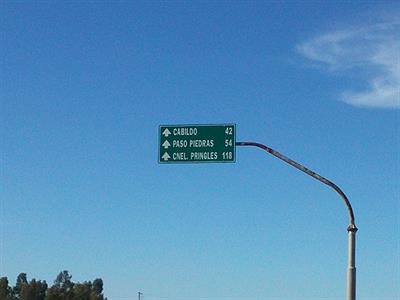 CABILDO 42
PASO PIEDRAS 54
CNEL. PRINGLES 118